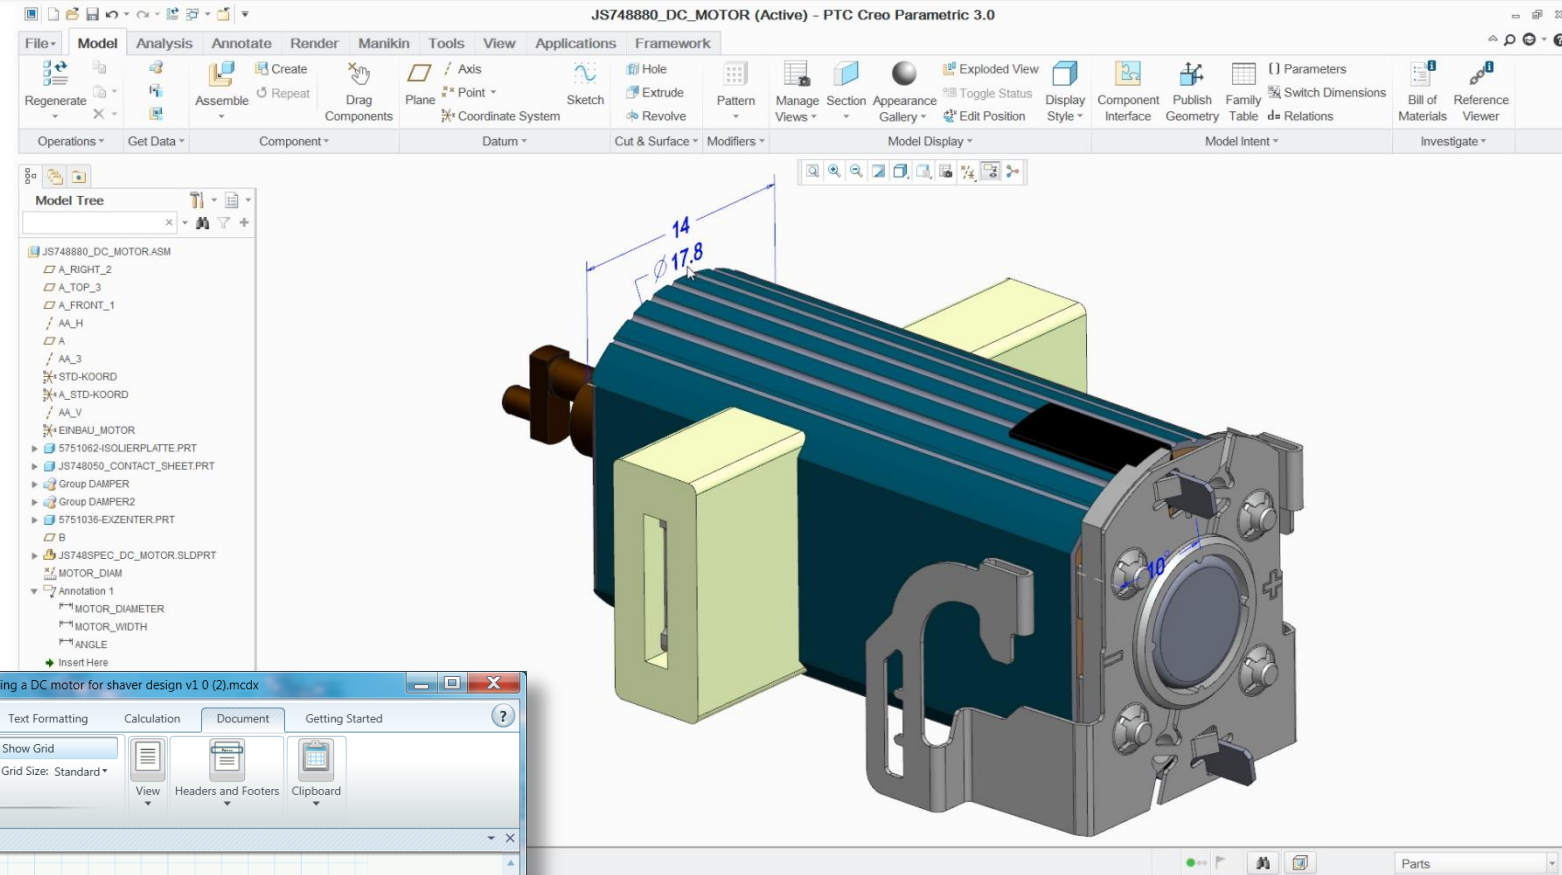 JS748880_DC_MOTOR (Active) - PTC Creo Parametric 3.0
File Model Analysis Annotate Render Manikin Tools View Applications Framework
Regenerate
Assemble
Create
Repeat
Drag Components
Plane
Axis
Point
Coordinate System
Sketch
Hole
Extrude
Revolve
Pattern
Manage Views
Section
Appearance Gallery
Exploded View
Toggle Status
Edit Position
Display Style
Component Interface
Publish Geometry
Family Table
[ ] Parameters
Switch Dimensions
d= Relations
Bill of Materials
Reference Viewer
Operations Get Data Component Datum Cut & Surface Modifiers Model Display Model Intent Investigate
Model Tree
JS748880_DC_MOTOR.ASM
A_RIGHT_2
A_TOP_3
A_FRONT_1
AA_H
A
AA_3
STD-KOORD
A_STD-KOORD
AA_V
EINBAU_MOTOR
5751062-ISOLIERPLATTE.PRT
JS748050_CONTACT_SHEET.PRT
Group DAMPER
Group DAMPER2
5751036-EXZENTER.PRT
B
JS748SPEC_DC_MOTOR.SLDPRT
MOTOR_DIAM
Annotation 1
MOTOR_DIAMETER
MOTOR_WIDTH
ANGLE
Insert Here
14
Ø 17.8
10°
ing a DC motor for shaver design v1 0 (2).mcdx
Text Formatting Calculation Document Getting Started
Show Grid
Grid Size: Standard
View
Headers and Footers
Clipboard
Parts